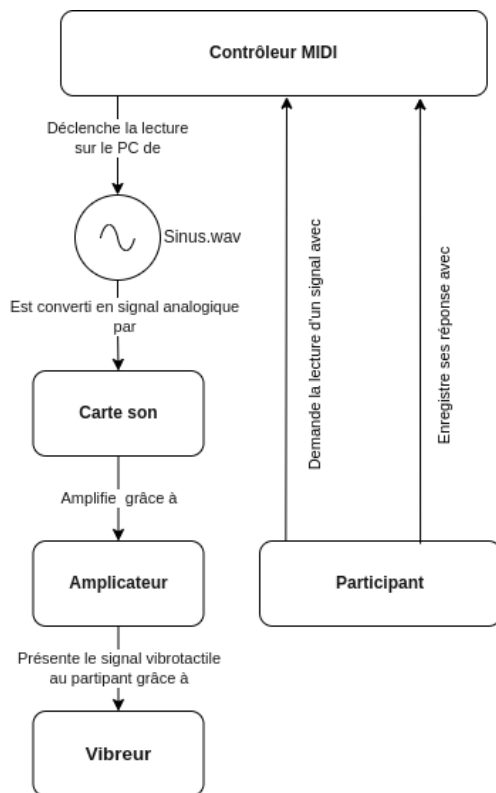 Contrôleur MIDI
Déclenche la lecture
sur le PC de
Sinus.wav
Est converti en signal analogique
par
Carte son
Amplifie grâce à
Amplicateur
Présente le signal vibrotactile
au partipant grâce à
Vibreur
Demande la lecture d'un signal avec
Enregistre ses réponse avec
Participant